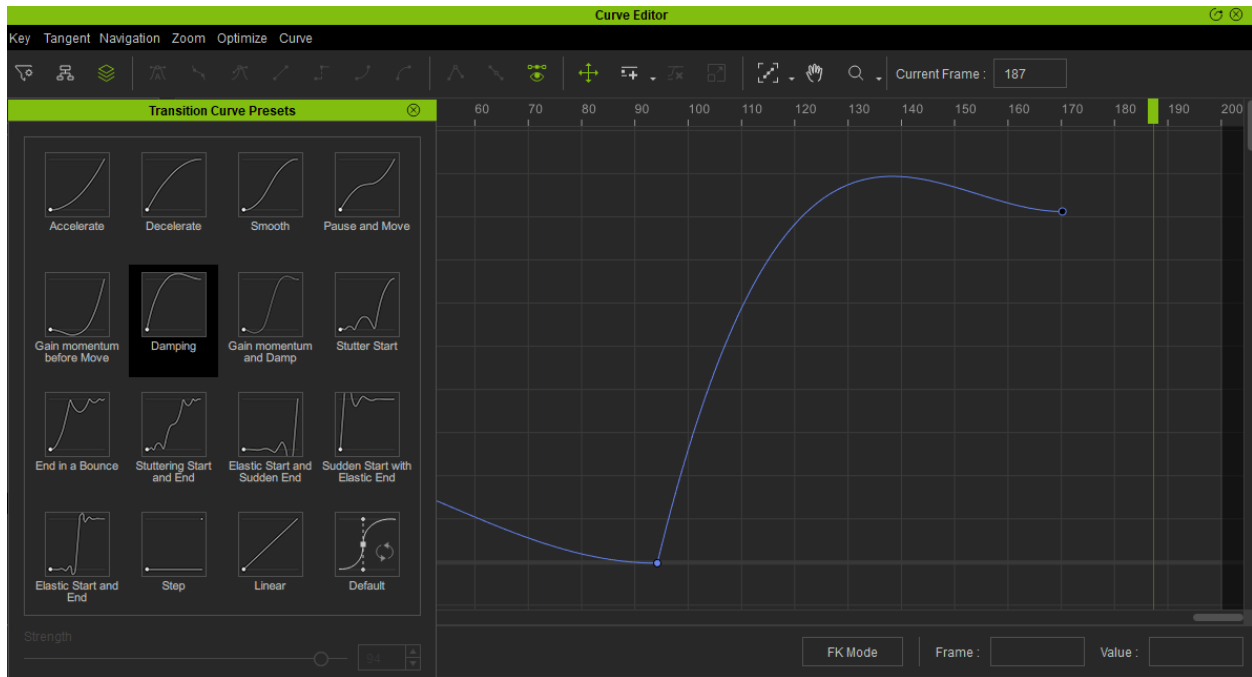 Curve Editor
Key Tangent Navigation Zoom Optimize Curve
Current Frame : 187
Transition Curve Presets
60 70 80 90 100 110 120 130 140 150 160 170 180 190 200
Accelerate Decelerate Smooth Pause and Move
Gain momentum Damping Gain momentum Stutter Start
before Move and Damp
End in a Bounce Stuttering Start Elastic Start and Sudden Start with
and End Sudden End Elastic End
Elastic Start and Step Linear Default
End
Strength
94
FK Mode Frame : Value :